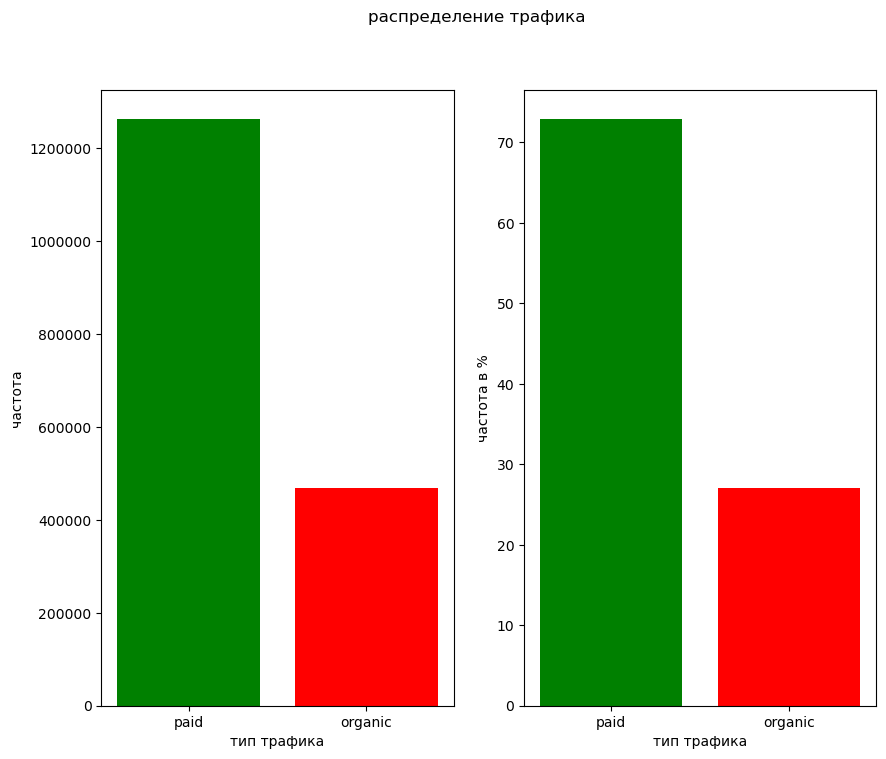 распределение трафика
1200000
1000000
800000
600000
400000
200000
0
частота
paid
organic
тип трафика
70
60
50
40
30
20
10
0
частота в %
paid
organic
тип трафика